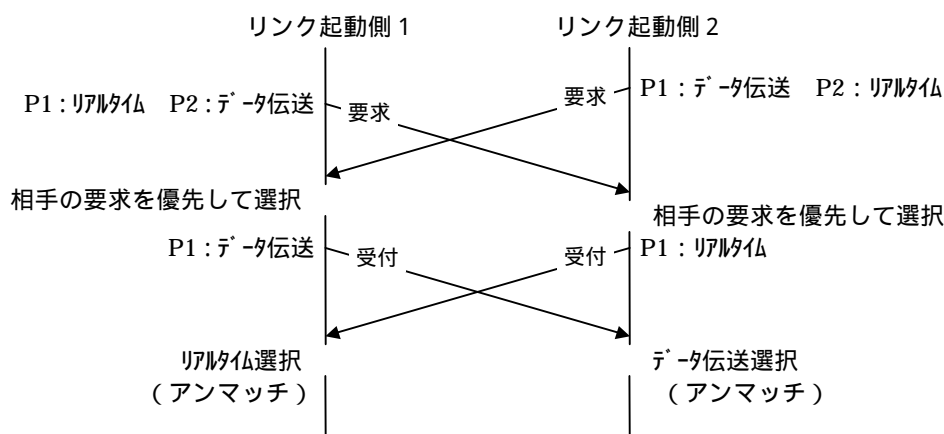 リンク起動側1 リンク起動側2
P1:リアルタイム P2:データ伝送 要求 要求 P1:データ伝送 P2:リアルタイム
相手の要求を優先して選択 相手の要求を優先して選択
P1:データ伝送 受付 受付 P1:リアルタイム
リアルタイム選択 データ伝送選択
(アンマッチ) (アンマッチ)